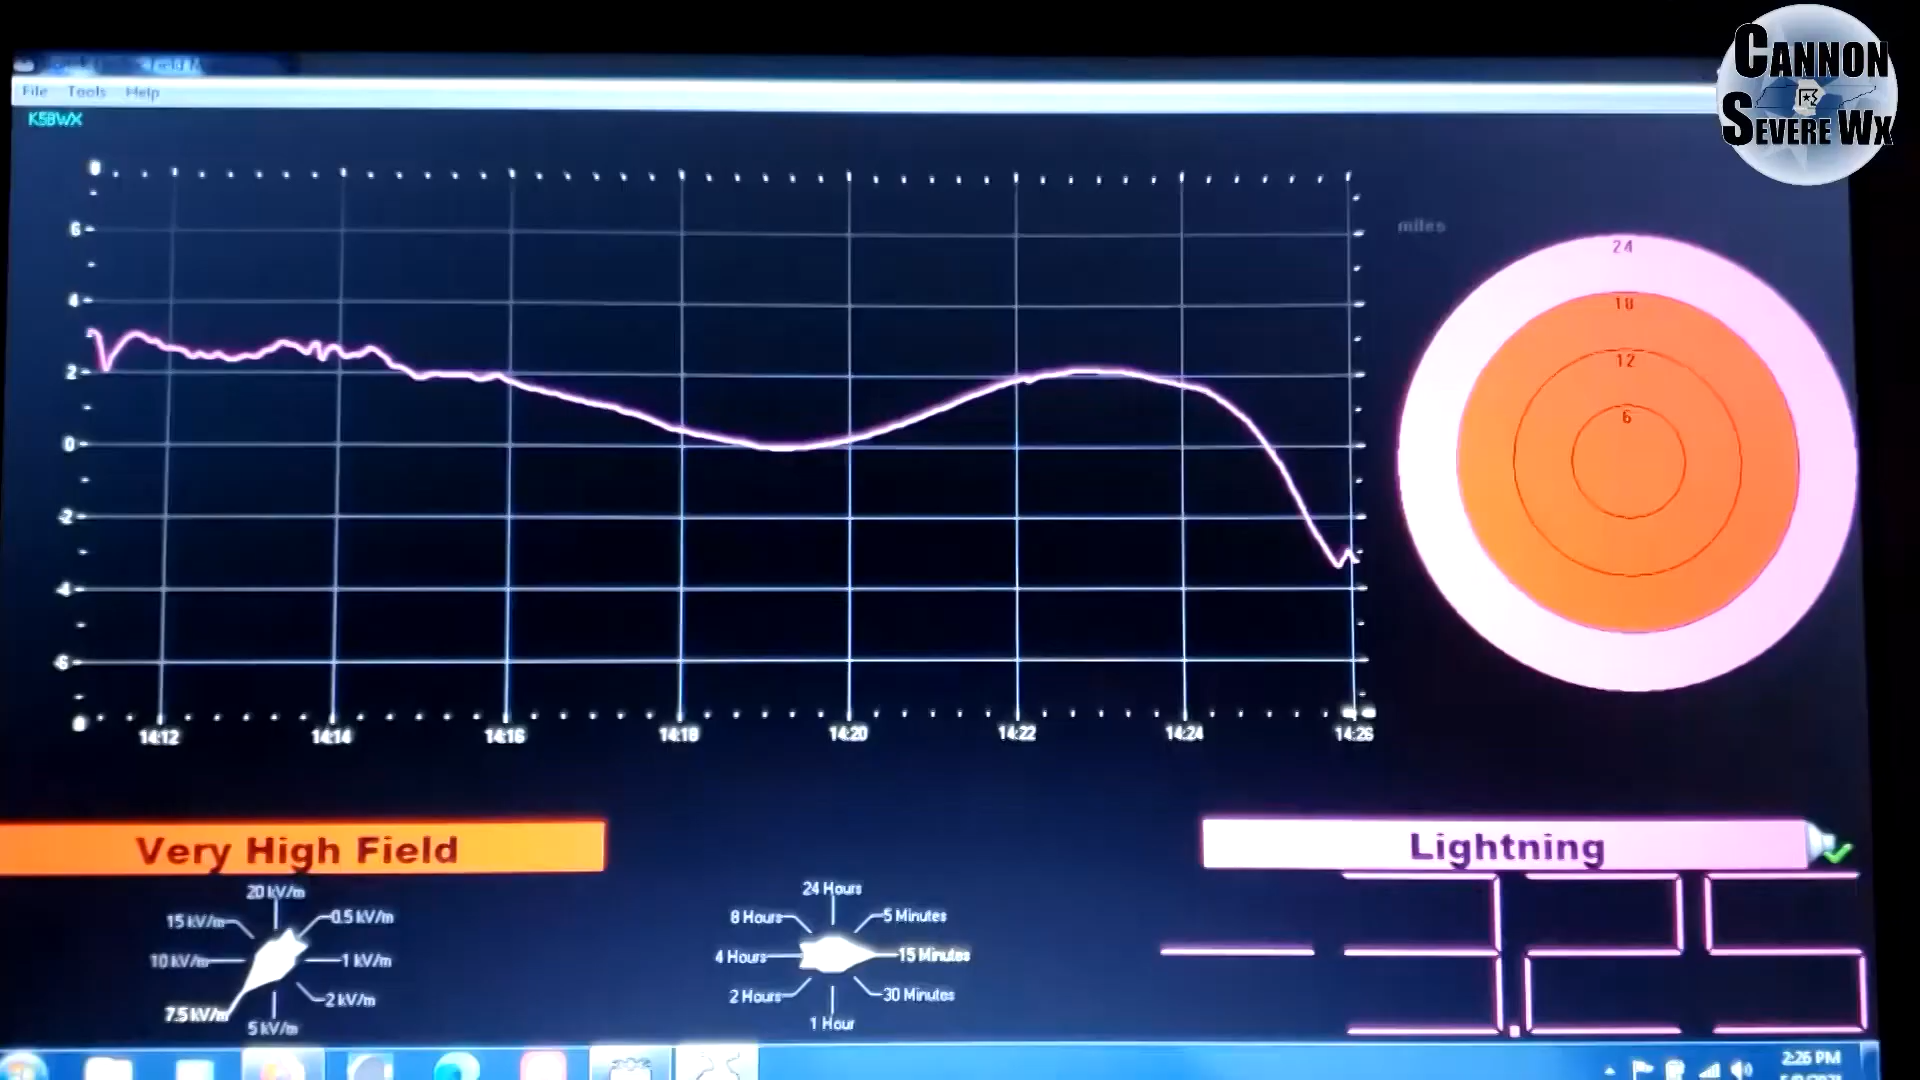 CANNON
SEVERE WX
File Tools Help
K5BWX
miles
24
18
12
6
6
4
2
0
-2
-4
-6
14:12 14:14 14:16 14:18 14:20 14:22 14:24 14:26
Very High Field
Lightning
20 kV/m
15 kV/m 0.5 kV/m
10 kV/m 1 kV/m
7.5 kV/m 2 kV/m
5 kV/m
24 Hours
8 Hours 5 Minutes
4 Hours 15 Minutes
2 Hours 30 Minutes
1 Hour
-3.25
2:26 PM